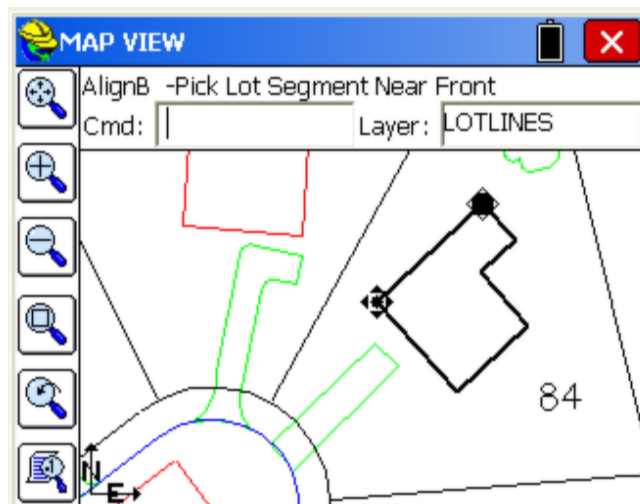 MAP VIEW
AlignB -Pick Lot Segment Near Front
Cmd: Layer: LOTLINES
84
N
E